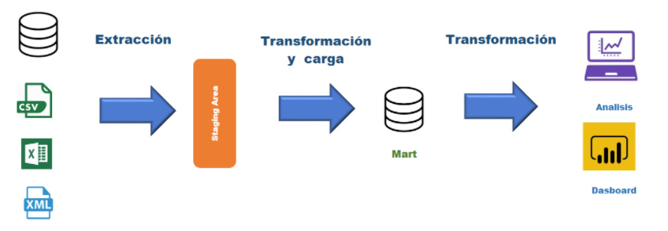 Extracción
Transformación
y carga
Transformación
CSV
Staging Area
Mart
Analisis
XML
Dasboard
X